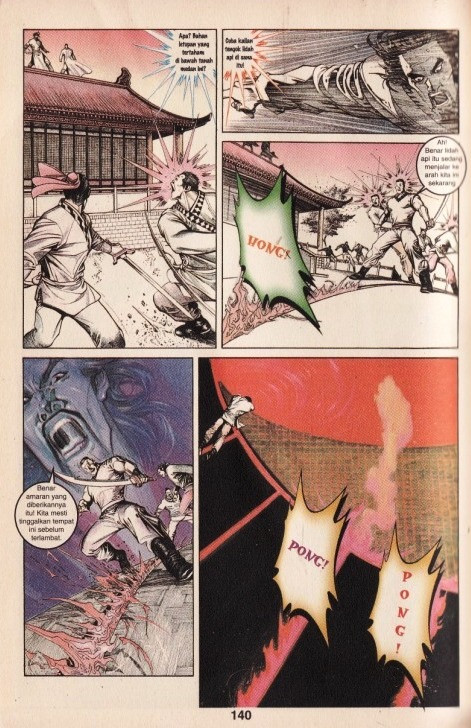 Apa? Bahan
letupan yang
tertanam
di bawah tanah
sudah ini?
Cuba kalian
tengok lidah
api di sana
itu!
Ah!
Benar lidah
api itu sedang
menjalar ke
arah kita ini
sekarang
HONG!
Benar
amaran yang
diberikannya
itu! Kita mesti
tinggalkan tempat
ini sebelum
terlambat.
PONG!
PONG!
140